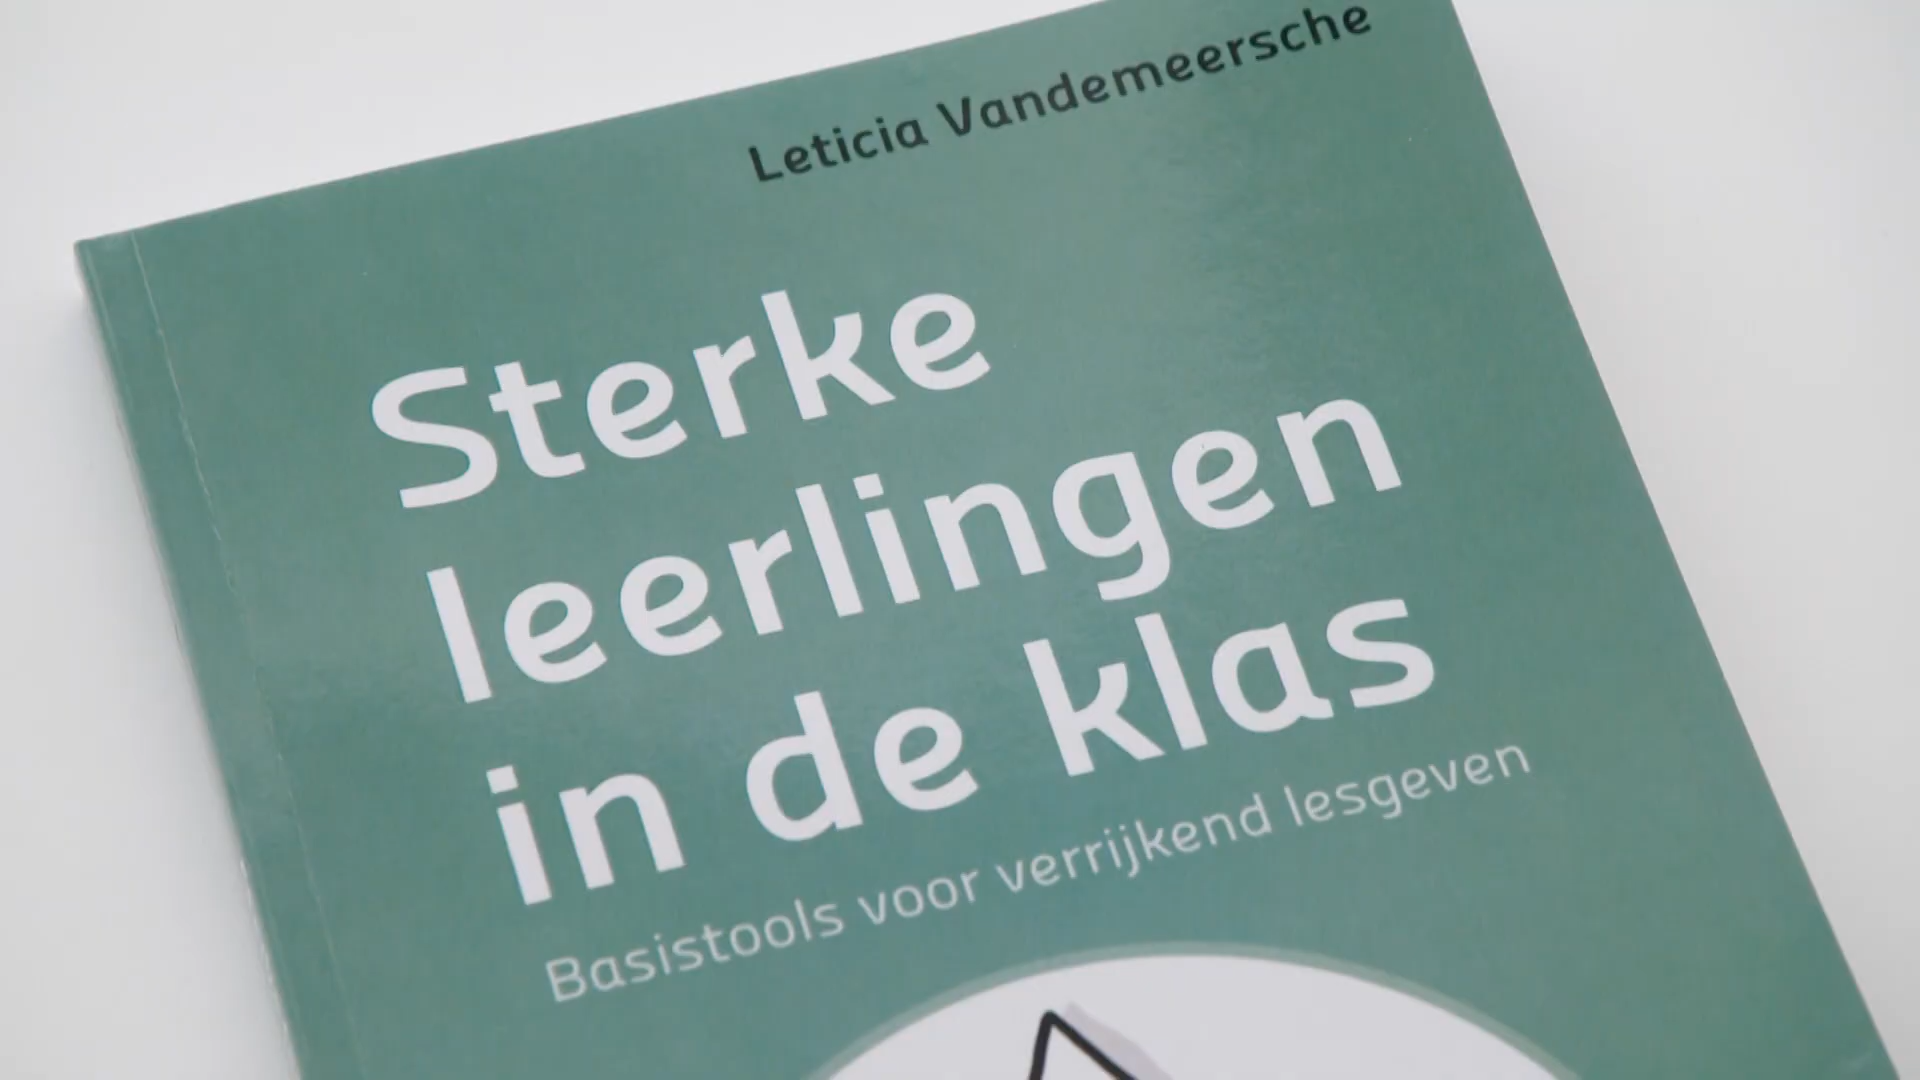 Leticia Vandemeersche
Sterke
leerlingen
in de klas
Basistools voor verrijkend lesgeven